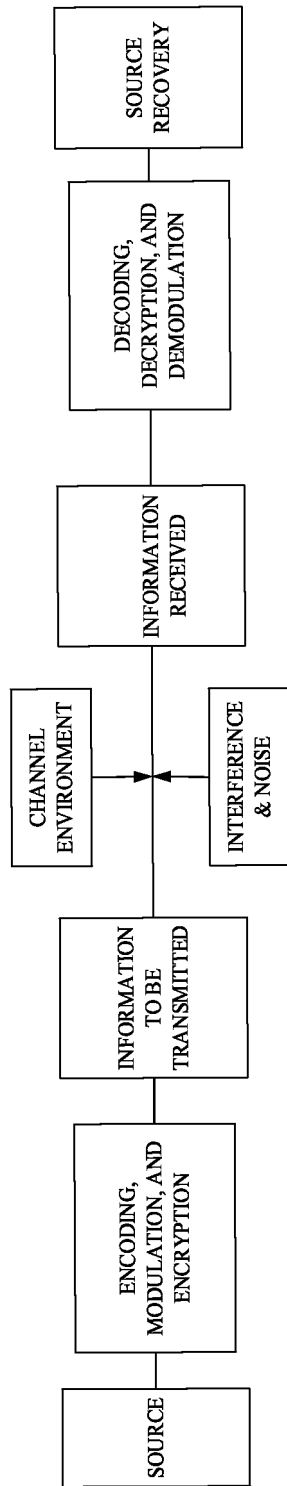 SOURCE
ENCODING,
MODULATION, AND
ENCRYPTION
INFORMATION
TO BE
TRANSMITTED
CHANNEL
ENVIRONMENT
INTERFERENCE
& NOISE
INFORMATION
RECEIVED
DECODING,
DECRYPTION, AND
DEMODULATION
SOURCE
RECOVERY